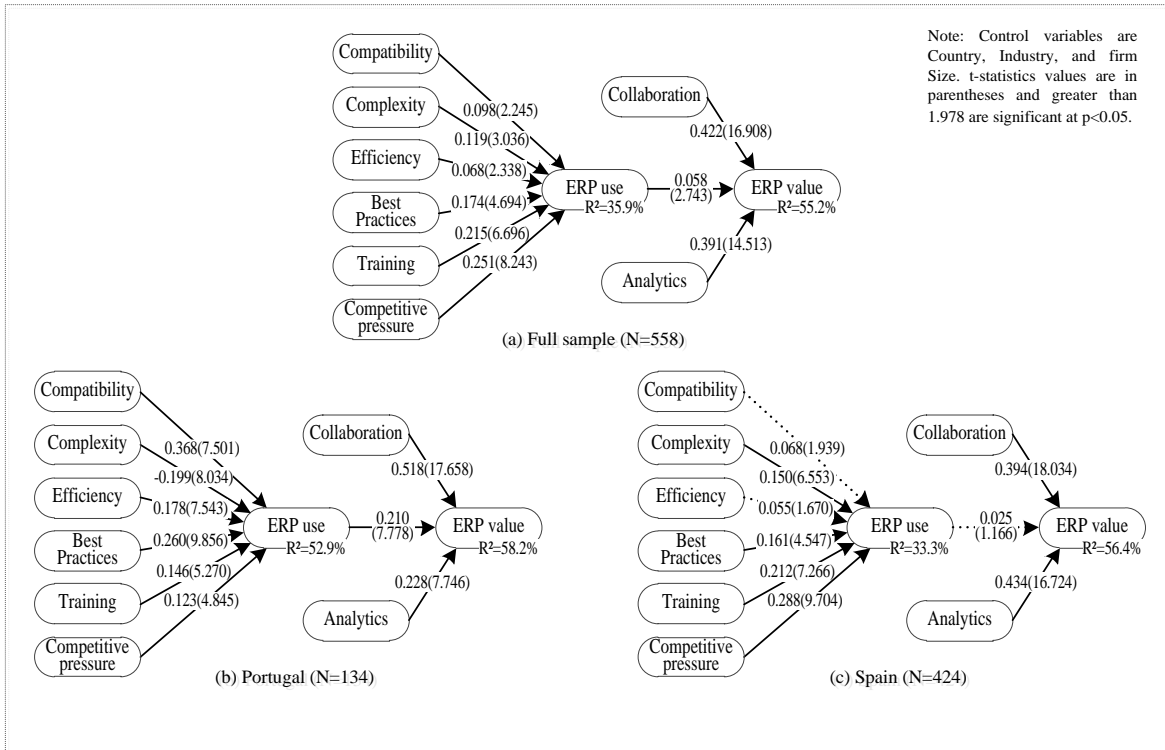 Note: Control variables are
Country, Industry, and firm
Size. t-statistics values are in
parentheses and greater than
1.978 are significant at p<0.05.
Compatibility
Complexity
Efficiency
Best
Practices
Training
Competitive
pressure
0.098(2.245)
0.119(3.036)
0.068(2.338)
0.174(4.694)
0.215(6.696)
0.251(8.243)
ERP use
R²=35.9%
0.058
(2.743)
Collaboration
0.422(16.908)
ERP value
R²=55.2%
0.391(14.513)
Analytics
(a) Full sample (N=558)
Compatibility
Complexity
Efficiency
Best
Practices
Training
Competitive
pressure
0.368(7.501)
-0.199(8.034)
0.178(7.543)
0.260(9.856)
0.146(5.270)
0.123(4.845)
ERP use
R²=52.9%
0.210
(7.778)
Collaboration
0.518(17.658)
ERP value
R²=58.2%
0.228(7.746)
Analytics
(b) Portugal (N=134)
Compatibility
Complexity
Efficiency
Best
Practices
Training
Competitive
pressure
0.068(1.939)
0.150(6.553)
0.055(1.670)
0.161(4.547)
0.212(7.266)
0.288(9.704)
ERP use
R²=33.3%
0.025
(1.166)
Collaboration
0.394(18.034)
ERP value
R²=56.4%
0.434(16.724)
Analytics
(c) Spain (N=424)